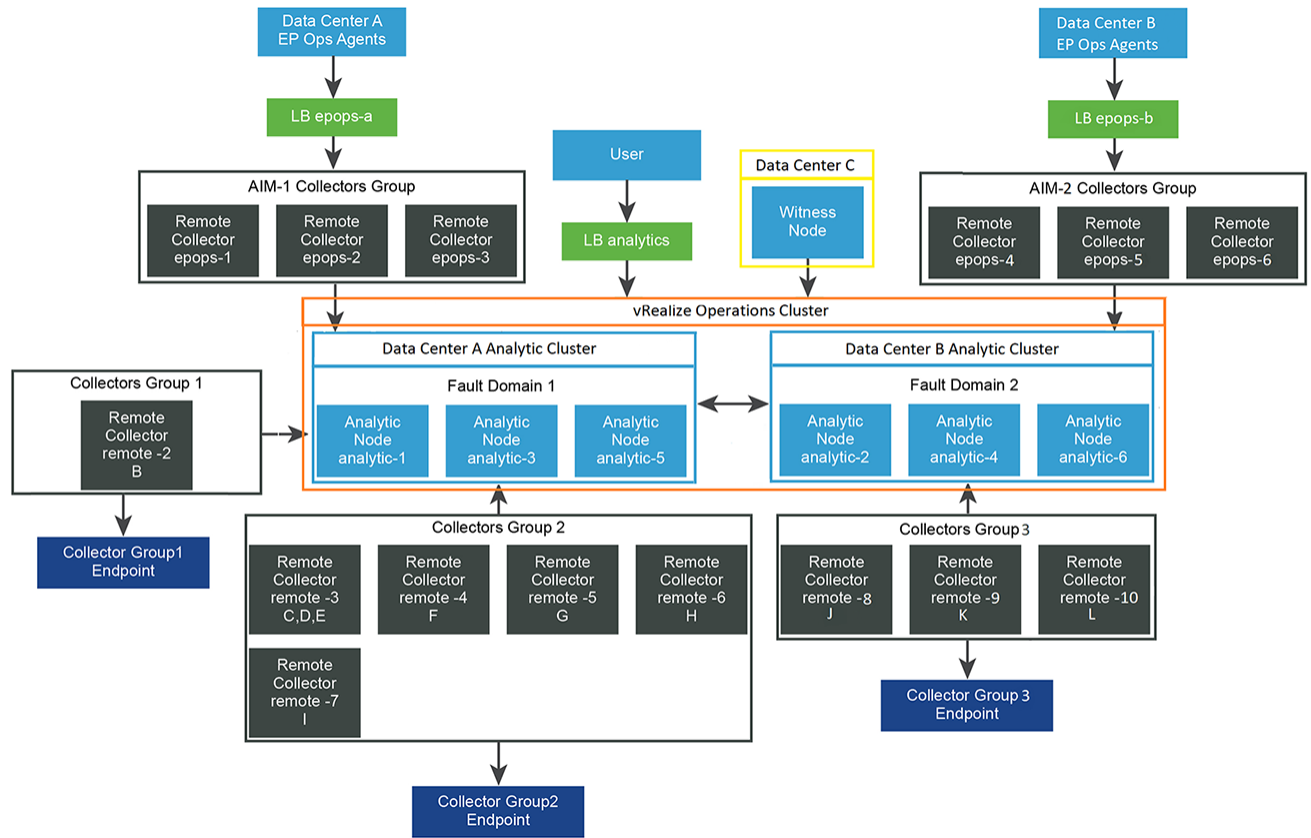 Data Center A
EP Ops Agents
Data Center B
EP Ops Agents
LB epops-a
LB epops-b
User
Data Center C
Witness
Node
LB analytics
AIM-1 Collectors Group
Remote
Collector
epops-1
Remote
Collector
epops-2
Remote
Collector
epops-3
AIM-2 Collectors Group
Remote
Collector
epops-4
Remote
Collector
epops-5
Remote
Collector
epops-6
vRealize Operations Cluster
Data Center A Analytic Cluster
Fault Domain 1
Analytic
Node
analytic-1
Analytic
Node
analytic-3
Analytic
Node
analytic-5
Data Center B Analytic Cluster
Fault Domain 2
Analytic
Node
analytic-2
Analytic
Node
analytic-4
Analytic
Node
analytic-6
Collectors Group 1
Remote
Collector
remote -2
B
Collector Group1
Endpoint
Collectors Group 2
Remote
Collector
remote -3
C,D,E
Remote
Collector
remote -4
F
Remote
Collector
remote -5
G
Remote
Collector
remote -6
H
Remote
Collector
remote -7
I
Collector Group2
Endpoint
Collectors Group 3
Remote
Collector
remote -8
J
Remote
Collector
remote -9
K
Remote
Collector
remote -10
L
Collector Group 3
Endpoint